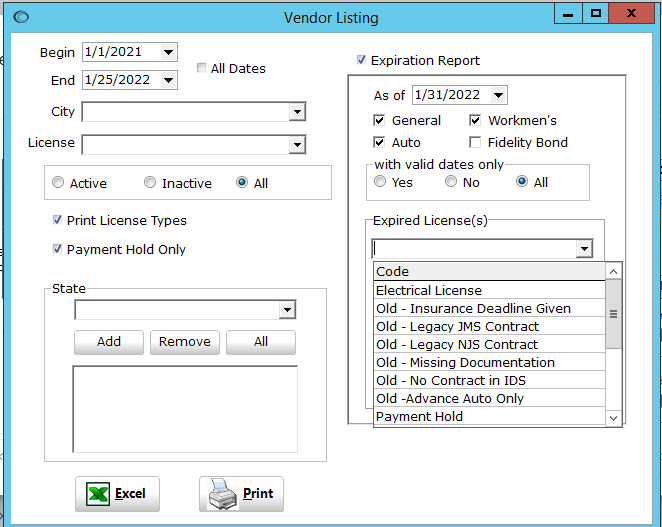 Vendor Listing
Begin 1/1/2021
All Dates
End 1/25/2022
City
License
Active Inactive All
Print License Types
Payment Hold Only
State
Add Remove All
Excel Print
Expiration Report
As of 1/31/2022
General Workmen's
Auto Fidelity Bond
with valid dates only
Yes No All
Expired License(s)
Code
Electrical License
Old - Insurance Deadline Given
Old - Legacy JMS Contract
Old - Legacy NJS Contract
Old - Missing Documentation
Old - No Contract in IDS
Old -Advance Auto Only
Payment Hold